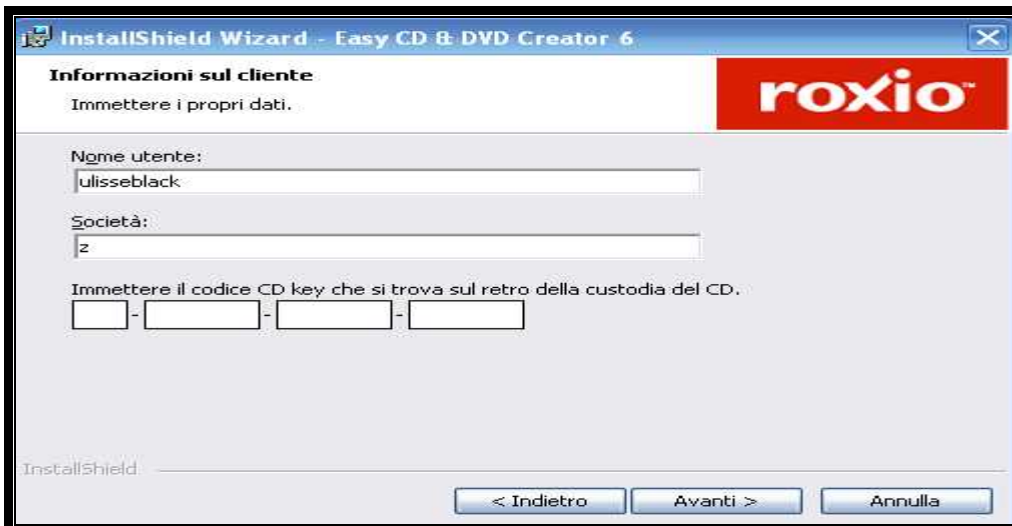 InstallShield Wizard - Easy CD & DVD Creator 6
Informazioni sul cliente
Immettere i propri dati.
roxio™
Nome utente:
ulisseblack
Società:
z
Immettere il codice CD key che si trova sul retro della custodia del CD.
- - -
InstallShield
< Indietro Avanti > Annulla